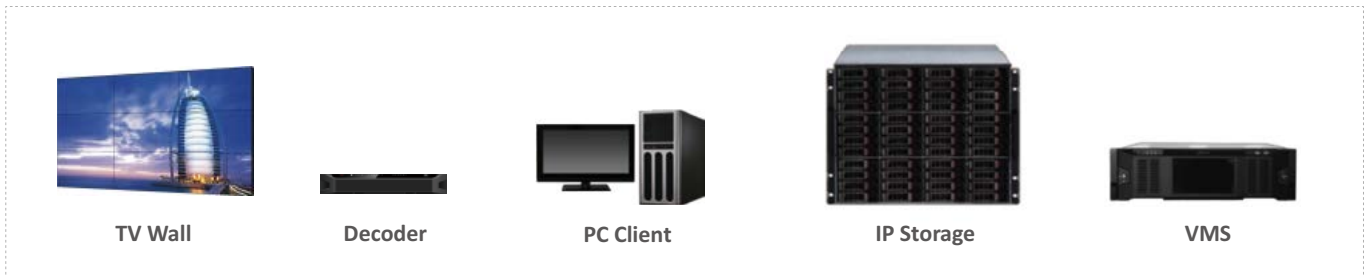 TV Wall
Decoder
PC Client
IP Storage
VMS